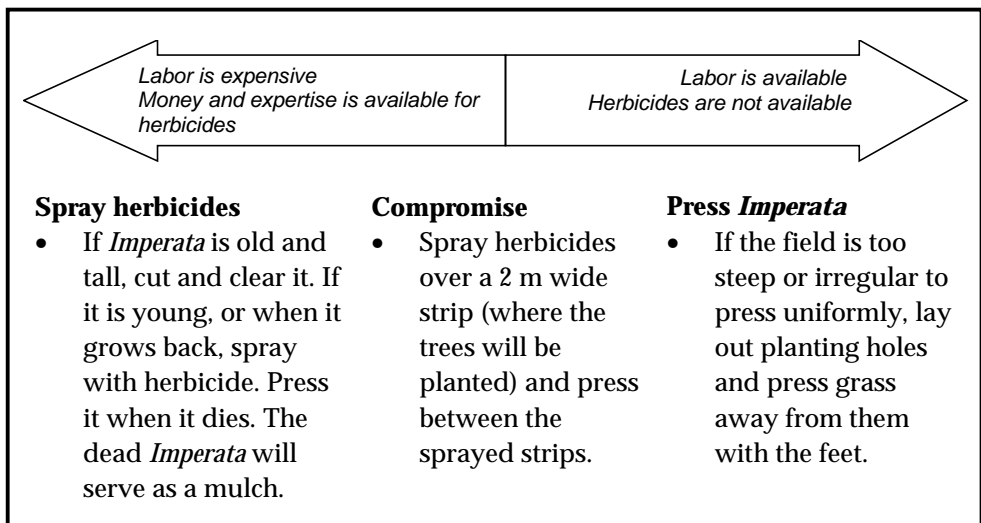 Labor is expensive
Money and expertise is available for
herbicides
Labor is available
Herbicides are not available
Spray herbicides
• If Imperata is old and
tall, cut and clear it. If
it is young, or when it
grows back, spray
with herbicide. Press
it when it dies. The
dead Imperata will
serve as a mulch.
Compromise
• Spray herbicides
over a 2 m wide
strip (where the
trees will be
planted) and press
between the
sprayed strips.
Press Imperata
• If the field is too
steep or irregular to
press uniformly, lay
out planting holes
and press grass
away from them
with the feet.